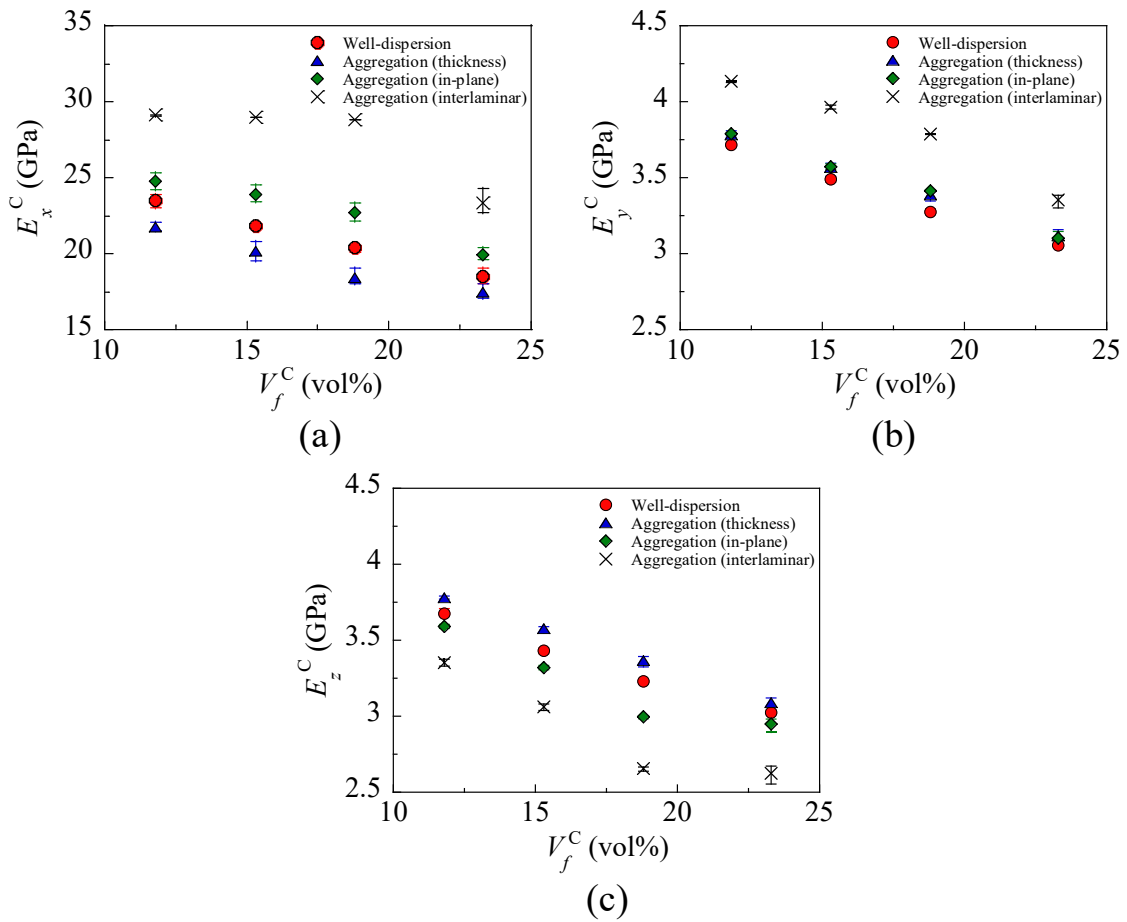 35
30
25
20
15
E_x^C (GPa)
Well-dispersion
Aggregation (thickness)
Aggregation (in-plane)
Aggregation (interlaminar)
10 15 20 25
V_f^C (vol%)
(a)
4.5
4
3.5
3
2.5
E_y^C (GPa)
Well-dispersion
Aggregation (thickness)
Aggregation (in-plane)
Aggregation (interlaminar)
10 15 20 25
V_f^C (vol%)
(b)
4.5
4
3.5
3
2.5
E_z^C (GPa)
Well-dispersion
Aggregation (thickness)
Aggregation (in-plane)
Aggregation (interlaminar)
10 15 20 25
V_f^C (vol%)
(c)